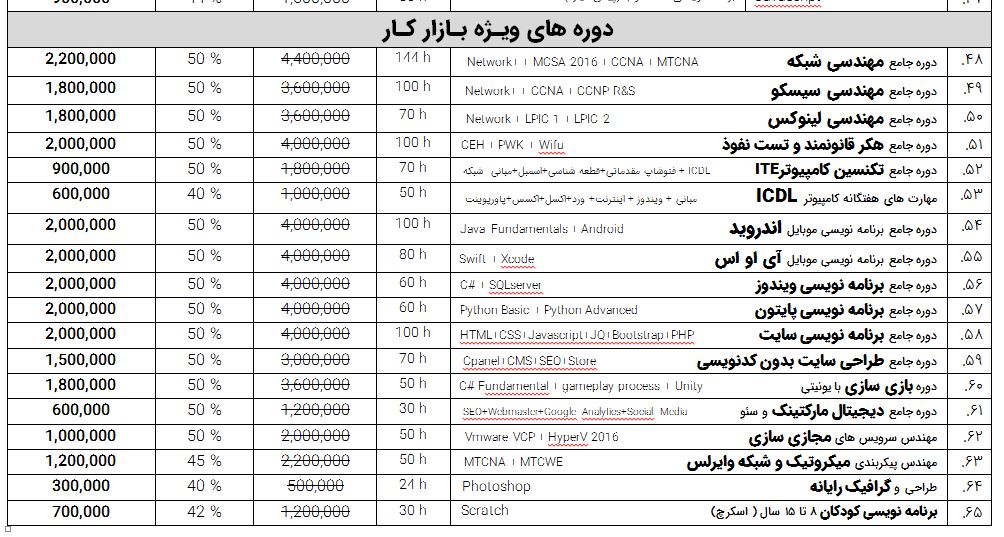 دوره های ویـژه بـازار کـار
۴۸. دوره جامع مهندسی شبکه Network+ + MCSA 2016 + CCNA + MTCNA 144 h 4,400,000 50 % 2,200,000
۴۹. دوره جامع مهندسی سیسکو Network+ + CCNA + CCNP R&S 100 h 3,600,000 50 % 1,800,000
۵۰. دوره جامع مهندسی لینوکس Network + LPIC 1 + LPIC 2 70 h 3,600,000 50 % 1,800,000
۵۱. دوره جامع هکر قانونمند و تست نفوذ CEH + PWK + Wifu 100 h 4,000,000 50 % 2,000,000
۵۲. دوره جامع تکنسین کامپیوترITE ICDL + فتوشاپ مقدماتی+قطعه شناسی+اسمبل+مبانی شبکه 70 h 1,800,000 50 % 900,000
۵۳. مهارت های هفتگانه کامپیوتر ICDL مبانی + ویندوز + اینترنت+ ورد+اکسل+اکسس+پاورپوینت 50 h 1,000,000 40 % 600,000
۵۴. دوره جامع برنامه نویسی موبایل اندروید Java Fundamentals + Android 100 h 4,000,000 50 % 2,000,000
۵۵. دوره جامع برنامه نویسی موبایل آی او اس Swift + Xcode 80 h 4,000,000 50 % 2,000,000
۵۶. دوره جامع برنامه نویسی ویندوز C# + SQLserver 60 h 4,000,000 50 % 2,000,000
۵۷. دوره جامع برنامه نویسی پایتون Python Basic + Python Advanced 60 h 4,000,000 50 % 2,000,000
۵۸. دوره جامع برنامه نویسی سایت HTML+CSS+Javascript+JQ+Bootstrap+PHP 100 h 4,000,000 50 % 2,000,000
۵۹. دوره جامع طراحی سایت بدون کدنویسی Cpanel+CMS+SEO+Store 70 h 3,000,000 50 % 1,500,000
۶۰. دوره بازی سازی با یونیتی C# Fundamental + gameplay process + Unity 50 h 3,600,000 50 % 1,800,000
۶۱. دوره جامع دیجیتال مارکتینک و سئو SEO+Webmaster+Google Analytics+Social Media 30 h 1,200,000 50 % 600,000
۶۲. مهندس سرویس های مجازی سازی Vmware VCP + HyperV 2016 50 h 2,000,000 50 % 1,000,000
۶۳. مهندس پیکربندی میکروتیک و شبکه وایرلس MTCNA + MTCWE 50 h 2,200,000 45 % 1,200,000
۶۴. طراحی و گرافیک رایانه Photoshop 24 h 500,000 40 % 300,000
۶۵. برنامه نویسی کودکان ۸ تا ۱۵ سال ( اسکرچ) Scratch 30 h 1,200,000 42 % 700,000